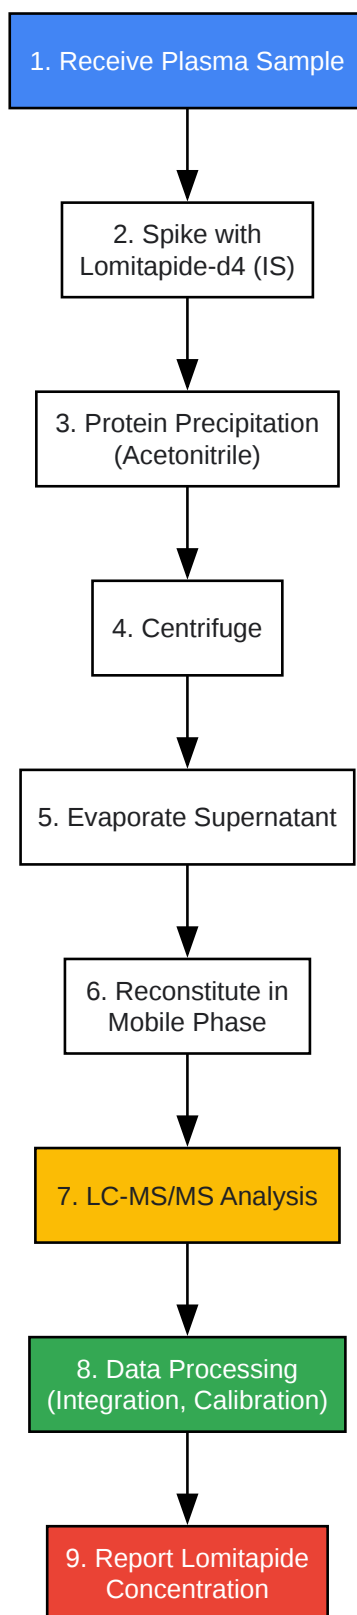 1. Receive Plasma Sample
2. Spike with
Lomitapide-d4 (IS)
3. Protein Precipitation
(Acetonitrile)
4. Centrifuge
5. Evaporate Supernatant
6. Reconstitute in
Mobile Phase
7. LC-MS/MS Analysis
8. Data Processing
(Integration, Calibration)
9. Report Lomitapide
Concentration